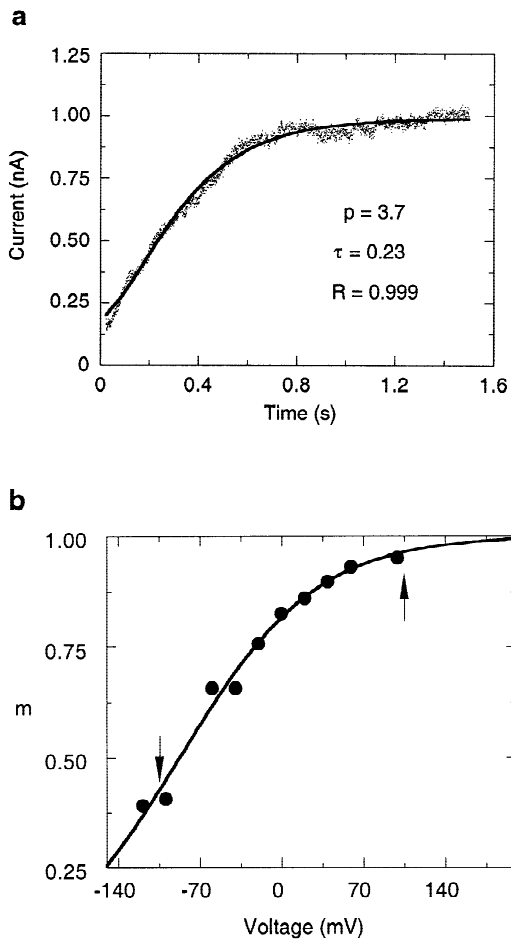 a
1.25
1.00
0.75
0.50
0.25
0
Current (nA)
p = 3.7
τ = 0.23
R = 0.999
0 0.4 0.8 1.2 1.6
Time (s)
b
1.00
0.75
0.50
0.25
m
-140 -70 0 70 140
Voltage (mV)